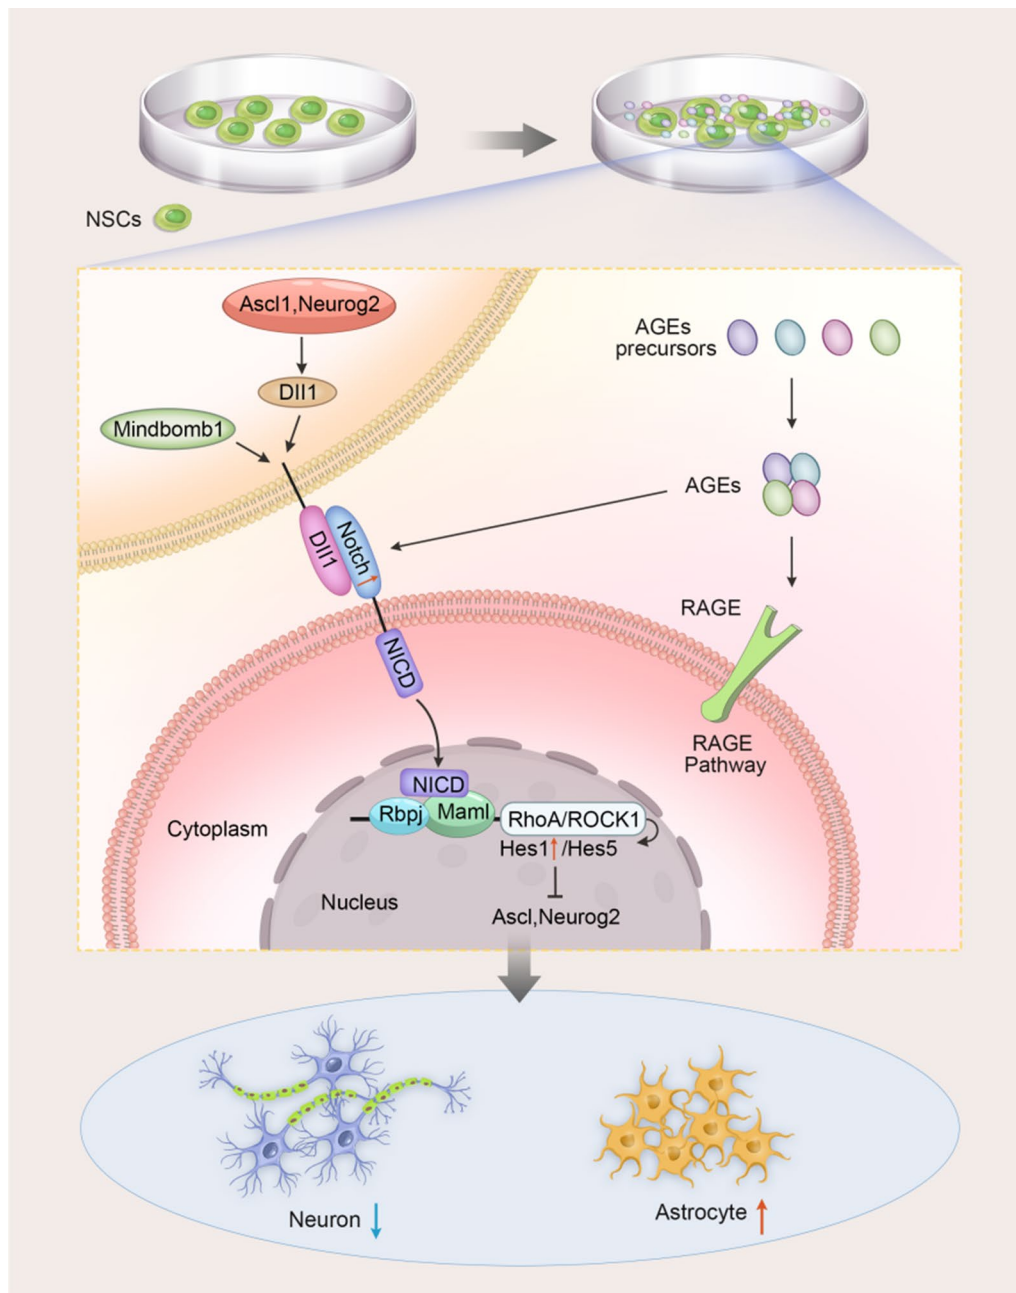 NSCs
Ascl1,Neurog2
Dll1
Mindbomb1
Dll1
Notch
NICD
AGEs
precursors
AGEs
RAGE
RAGE
Pathway
NICD
Rbpj
Maml
RhoA/ROCK1
Hes1↑/Hes5
Cytoplasm
Nucleus
Ascl,Neurog2
Neuron ↓
Astrocyte ↑